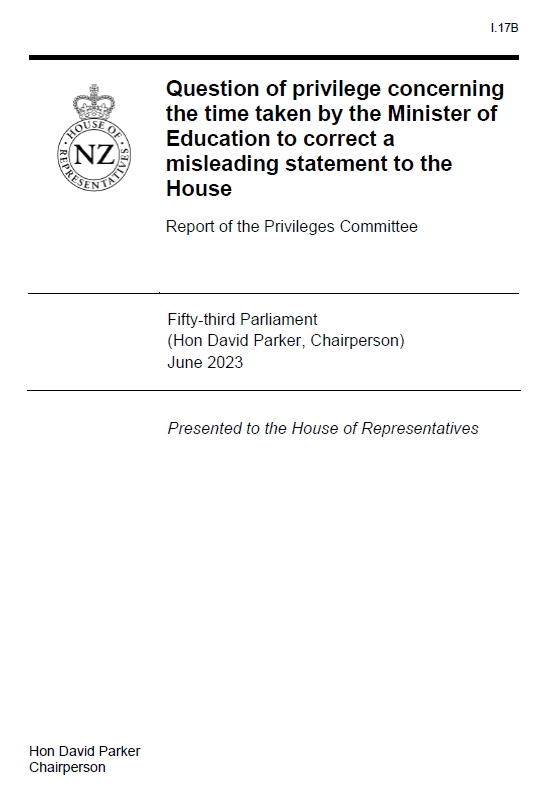 I.17B
Question of privilege concerning
the time taken by the Minister of
Education to correct a
misleading statement to the
House
HOUSE OF
NZ
REPRESENTATIVES
Report of the Privileges Committee
Fifty-third Parliament
(Hon David Parker, Chairperson)
June 2023
Presented to the House of Representatives
Hon David Parker
Chairperson